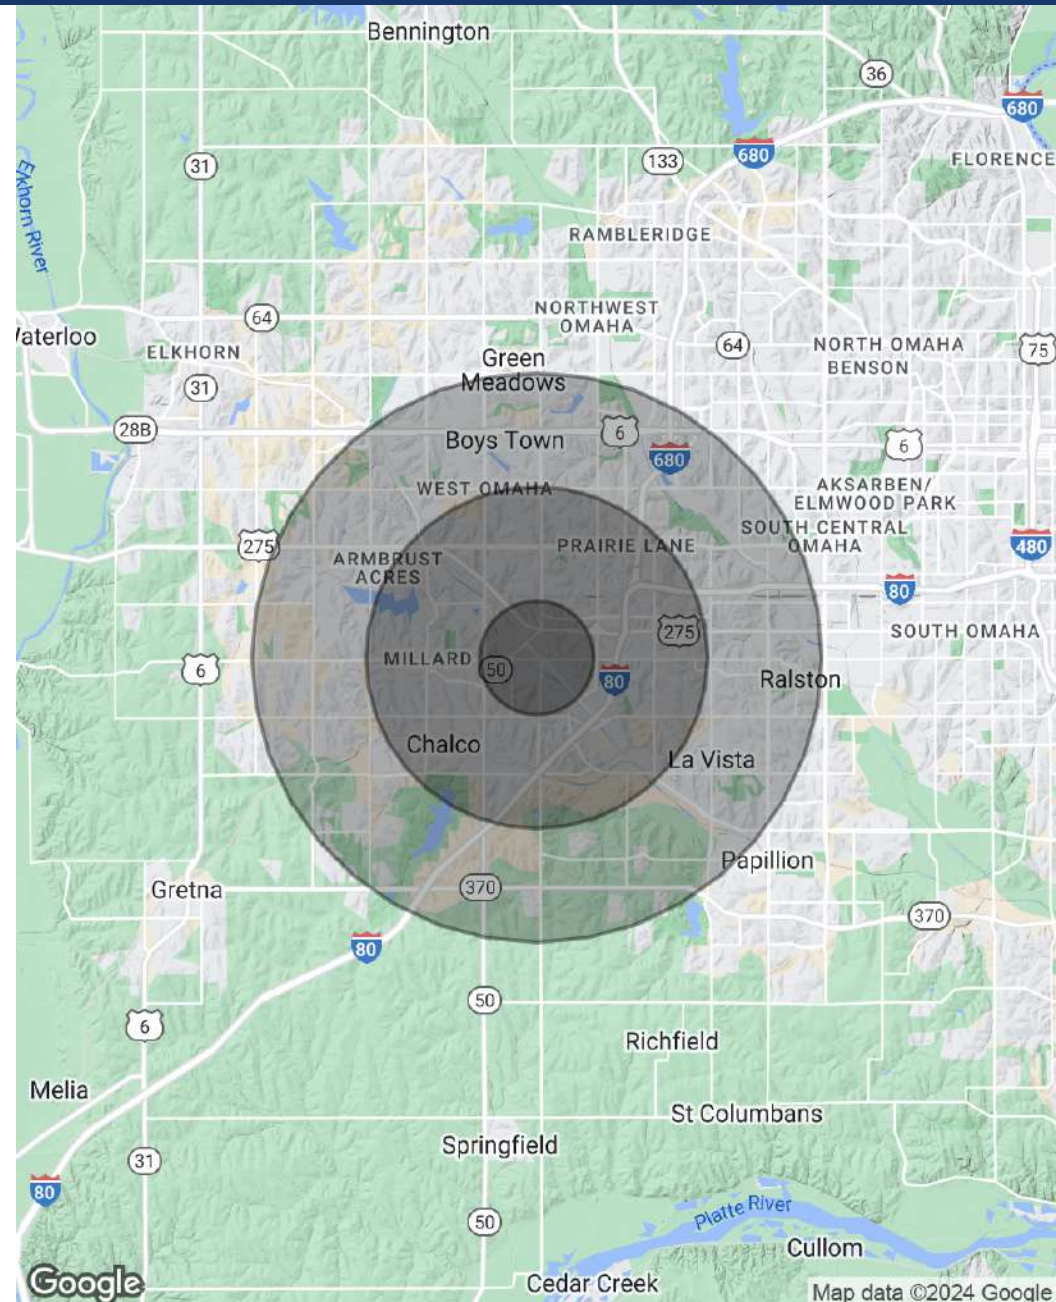 Bennington
36
680
680
133
FLORENCE
31
Elkhorn River
RAMBLERIDGE
NORTHWEST
OMAHA
64
Waterloo
ELKHORN
64
NORTH OMAHA
BENSON
75
Green
Meadows
31
28B
Boys Town
6
6
680
WEST OMAHA
AKSARBEN/
ELMWOOD PARK
275
ARMBRUST
ACRES
PRAIRIE LANE
SOUTH CENTRAL
OMAHA
480
80
275
SOUTH OMAHA
6
MILLARD
50
80
Ralston
Chalco
La Vista
Papillion
Gretna
370
370
80
50
6
Richfield
Melia
St Columbans
Springfield
31
80
50
Platte River
Cullom
Cedar Creek
Google
Map data ©2024 Google